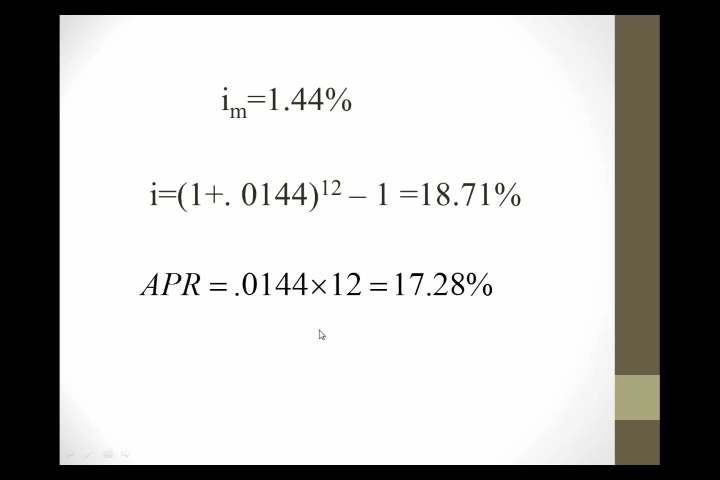 iₘ=1.44%
i=(1+. 0144)¹² – 1 =18.71%
APR = .0144×12 = 17.28%